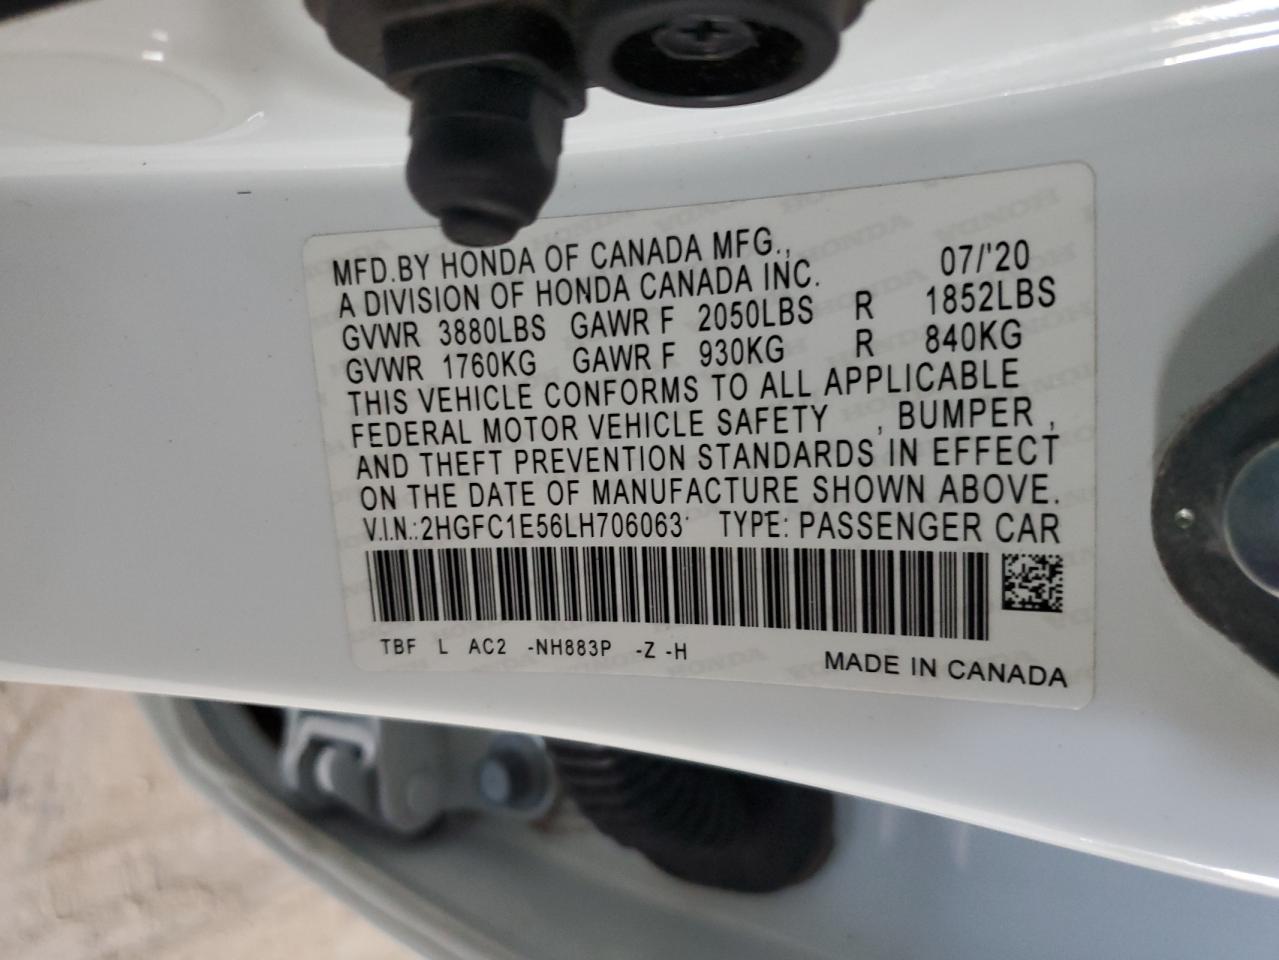 MFD.BY HONDA OF CANADA MFG., 07/'20
A DIVISION OF HONDA CANADA INC.
GVWR 3880LBS GAWR F 2050LBS R 1852LBS
GVWR 1760KG GAWR F 930KG R 840KG
THIS VEHICLE CONFORMS TO ALL APPLICABLE
FEDERAL MOTOR VEHICLE SAFETY , BUMPER ,
AND THEFT PREVENTION STANDARDS IN EFFECT
ON THE DATE OF MANUFACTURE SHOWN ABOVE.
V.I.N.:2HGFC1E56LH706063 TYPE: PASSENGER CAR
TBF L AC2 -NH883P -Z -H
MADE IN CANADA